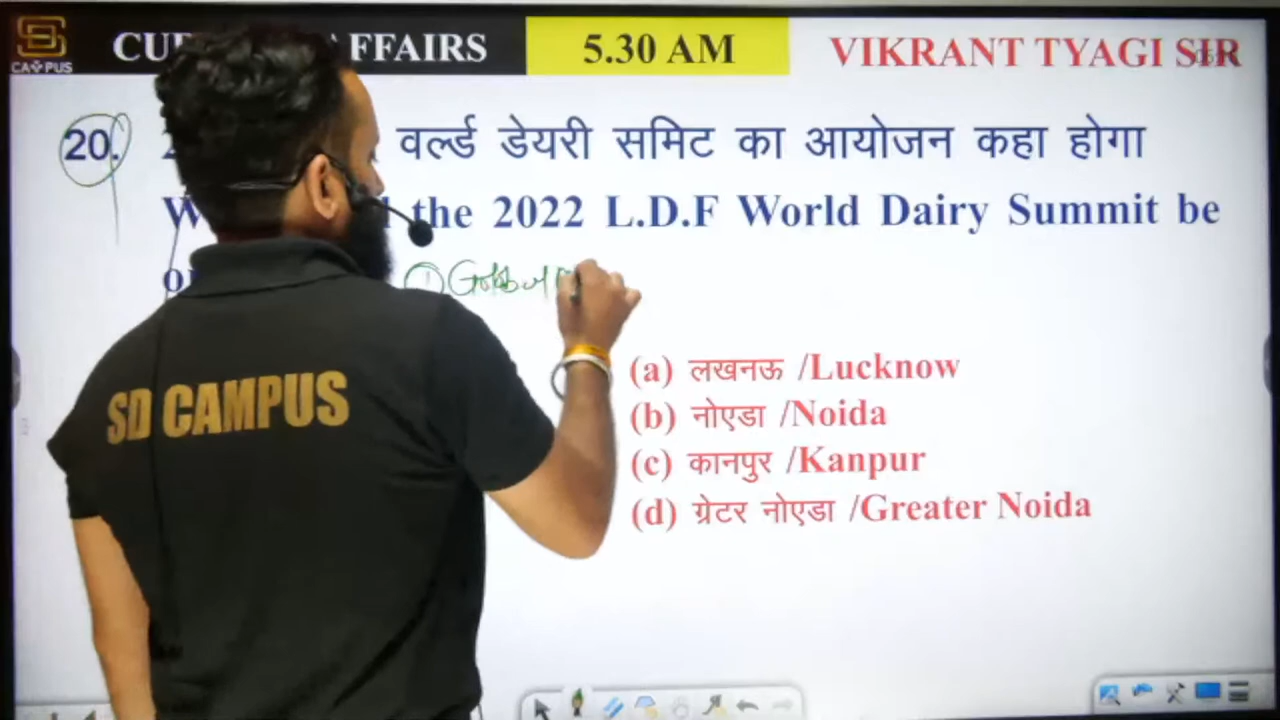 CAMPUS
FFAIRS
5.30 AM
VIKRANT TYAGI SIR
20.
वर्ल्ड डेयरी समिट का आयोजन कहा होगा
the 2022 L.D.F World Dairy Summit be
(a) लखनऊ /Lucknow
(b) नोएडा /Noida
(c) कानपुर /Kanpur
(d) ग्रेटर नोएडा /Greater Noida
SD CAMPUS